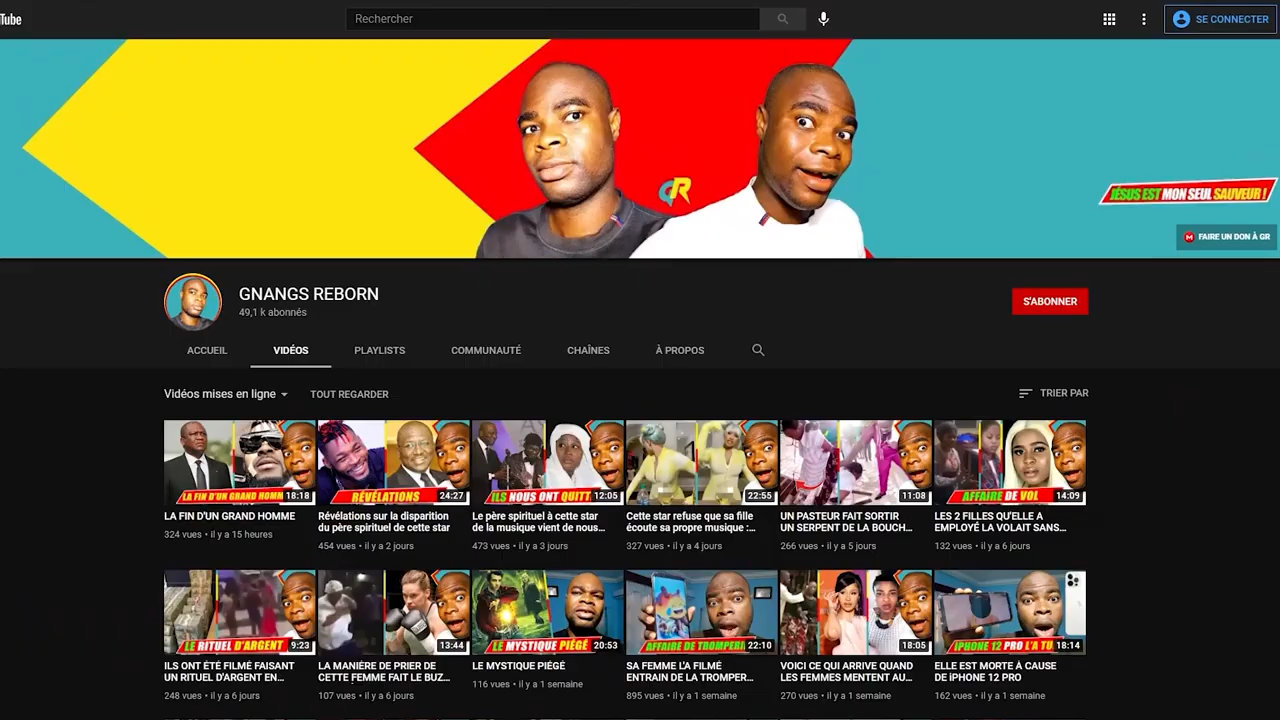 Tube
Rechercher
SE CONNECTER
GR
JÉSUS EST MON SEUL SAUVEUR !
FAIRE UN DON À GR
GNANGS REBORN
49,1 k abonnés
S'ABONNER
ACCUEIL
VIDÉOS
PLAYLISTS
COMMUNAUTÉ
CHAÎNES
À PROPOS
Vidéos mises en ligne
TOUT REGARDER
TRIER PAR
LA FIN D'UN GRAND HOMM
18:18
RÉVÉLATIONS
24:27
ILS NOUS ONT QUITT
12:05
22:55
11:08
AFFAIRE DE VOL
14:09
LA FIN D'UN GRAND HOMME
324 vues • il y a 15 heures
Révélations sur la disparition
du père spirituel de cette star
454 vues • il y a 2 jours
Le père spirituel à cette star
de la musique vient de nous...
473 vues • il y a 3 jours
Cette star refuse que sa fille
écoute sa propre musique :...
327 vues • il y a 4 jours
UN PASTEUR FAIT SORTIR
UN SERPENT DE LA BOUCH...
266 vues • il y a 5 jours
LES 2 FILLES QU'ELLE A
EMPLOYÉ LA VOLAIT SANS...
132 vues • il y a 6 jours
LE RITUEL D'ARGENT
9:23
13:44
LE MYSTIQUE PIÉGÉ
20:53
AFFAIRE DE TROMPERI
22:10
18:05
IPHONE 12 PRO L'A TU
18:14
ILS ONT ÉTÉ FILMÉ FAISANT
UN RITUEL D'ARGENT EN...
248 vues • il y a 6 jours
LA MANIÈRE DE PRIER DE
CETTE FEMME FAIT LE BUZ...
107 vues • il y a 6 jours
LE MYSTIQUE PIÉGÉ
116 vues • il y a 1 semaine
SA FEMME L'A FILMÉ
ENTRAIN DE LA TROMPER...
895 vues • il y a 1 semaine
VOICI CE QUI ARRIVE QUAND
LES FEMMES MENTENT AU...
270 vues • il y a 1 semaine
ELLE EST MORTE À CAUSE
DE iPHONE 12 PRO
162 vues • il y a 1 semaine